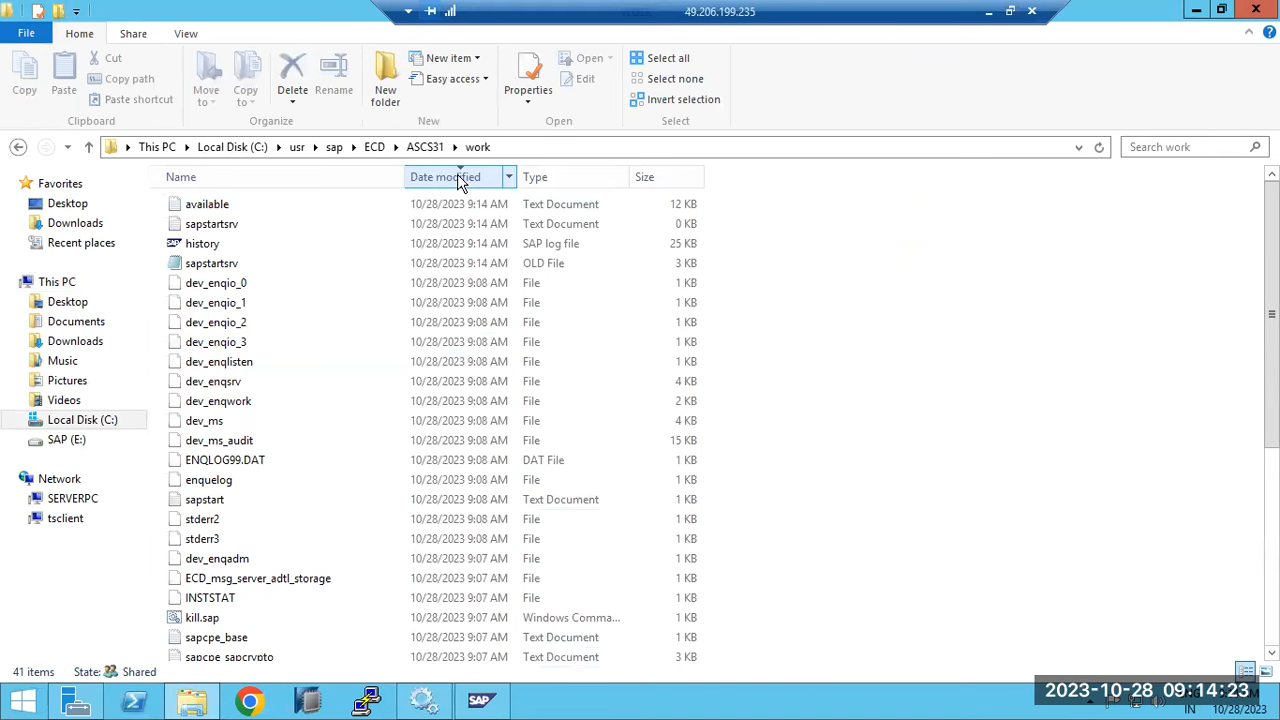 49.206.199.235
File Home Share View
Cut
Copy path
Paste shortcut
Copy Paste
Clipboard
Move to Copy to Delete Rename
Organize
New folder
New item
Easy access
New
Properties
Open
Edit
Open
Select all
Select none
Invert selection
Select
This PC Local Disk (C:) usr sap ECD ASCS31 work
Search work
Favorites
Desktop
Downloads
Recent places
This PC
Desktop
Documents
Downloads
Music
Pictures
Videos
Local Disk (C:)
SAP (E:)
Network
SERVERPC
tsclient
Name Date modified Type Size
available 10/28/2023 9:14 AM Text Document 12 KB
sapstartsrv 10/28/2023 9:14 AM Text Document 0 KB
history 10/28/2023 9:14 AM SAP log file 25 KB
sapstartsrv 10/28/2023 9:14 AM OLD File 3 KB
dev_enqio_0 10/28/2023 9:08 AM File 1 KB
dev_enqio_1 10/28/2023 9:08 AM File 1 KB
dev_enqio_2 10/28/2023 9:08 AM File 1 KB
dev_enqio_3 10/28/2023 9:08 AM File 1 KB
dev_enqlisten 10/28/2023 9:08 AM File 1 KB
dev_enqsrv 10/28/2023 9:08 AM File 4 KB
dev_enqwork 10/28/2023 9:08 AM File 2 KB
dev_ms 10/28/2023 9:08 AM File 4 KB
dev_ms_audit 10/28/2023 9:08 AM File 15 KB
ENQLOG99.DAT 10/28/2023 9:08 AM DAT File 1 KB
enquelog 10/28/2023 9:08 AM File 1 KB
sapstart 10/28/2023 9:08 AM Text Document 1 KB
stderr2 10/28/2023 9:08 AM File 1 KB
stderr3 10/28/2023 9:08 AM File 1 KB
dev_enqadm 10/28/2023 9:07 AM File 1 KB
ECD_msg_server_adtl_storage 10/28/2023 9:07 AM File 1 KB
INSTSTAT 10/28/2023 9:07 AM File 1 KB
kill.sap 10/28/2023 9:07 AM Windows Comma... 1 KB
sapcpe_base 10/28/2023 9:07 AM Text Document 1 KB
sapcpe_sapcrypto 10/28/2023 9:07 AM Text Document 3 KB
41 items State: Shared
SAP
2023-10-28 09:14:23
IN 10/28/2023